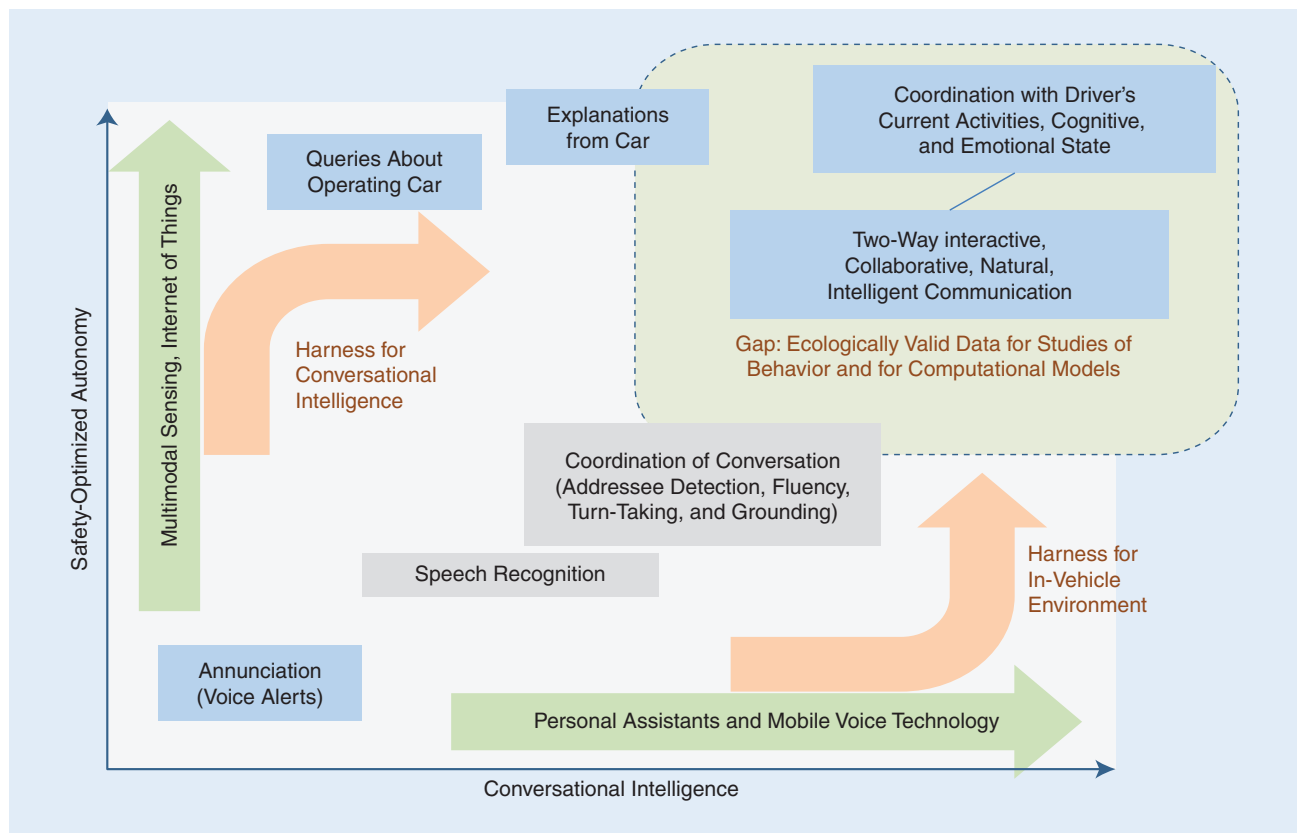 Coordination with Driver's
Current Activities, Cognitive,
and Emotional State
Explanations
from Car
Queries About
Operating Car
Two-Way interactive,
Collaborative, Natural,
Intelligent Communication
Gap: Ecologically Valid Data for Studies of
Behavior and for Computational Models
Multimodal Sensing, Internet of Things
Safety-Optimized Autonomy
Harness for
Conversational
Intelligence
Coordination of Conversation
(Addressee Detection, Fluency,
Turn-Taking, and Grounding)
Speech Recognition
Harness for
In-Vehicle
Environment
Annunciation
(Voice Alerts)
Personal Assistants and Mobile Voice Technology
Conversational Intelligence